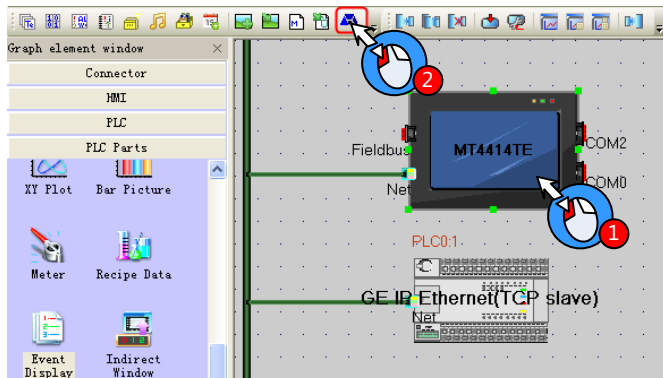 Graph element window
Connector
HMI
PLC
PLC Parts
XY Plot
Bar Picture
Meter
Recipe Data
Event Display
Indirect Window
2
MT4414TE
Fieldbus
COM2
Net
COM0
1
PLC0:1
GE IP Ethernet(TCP slave)
Net